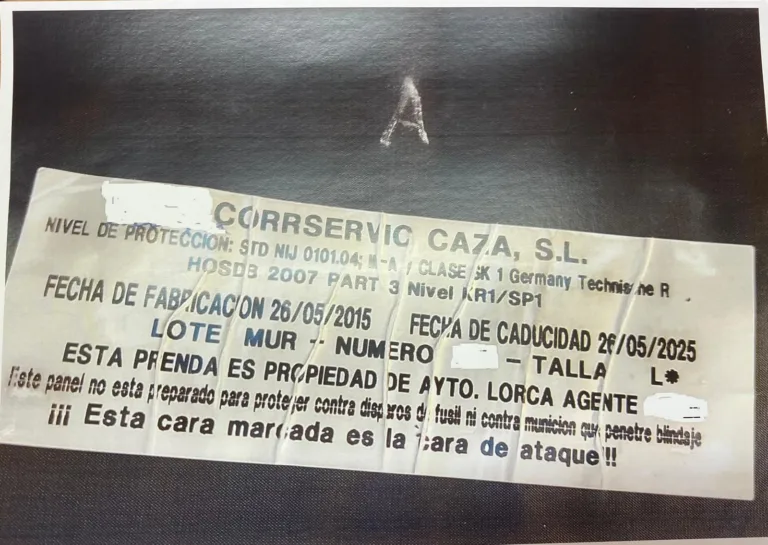 A
CORRSERVIC CAZA, S.L.
NIVEL DE PROTECCION: STD NIJ 0101.04; CLASE SK 1 Germany Technische R
HOSDB 2007 PART 3 Nivel KR1/SP1
FECHA DE FABRICACION 26/05/2015 FECHA DE CADUCIDAD 26/05/2025
LOTE MUR - NUMERO - TALLA L*
ESTA PRENDA ES PROPIEDAD DE AYTO. LORCA AGENTE
Este panel no esta preparado para proteger contra disparos de fusil ni contra municion que penetre blindaje
¡¡¡ Esta cara marcada es la cara de ataque !!